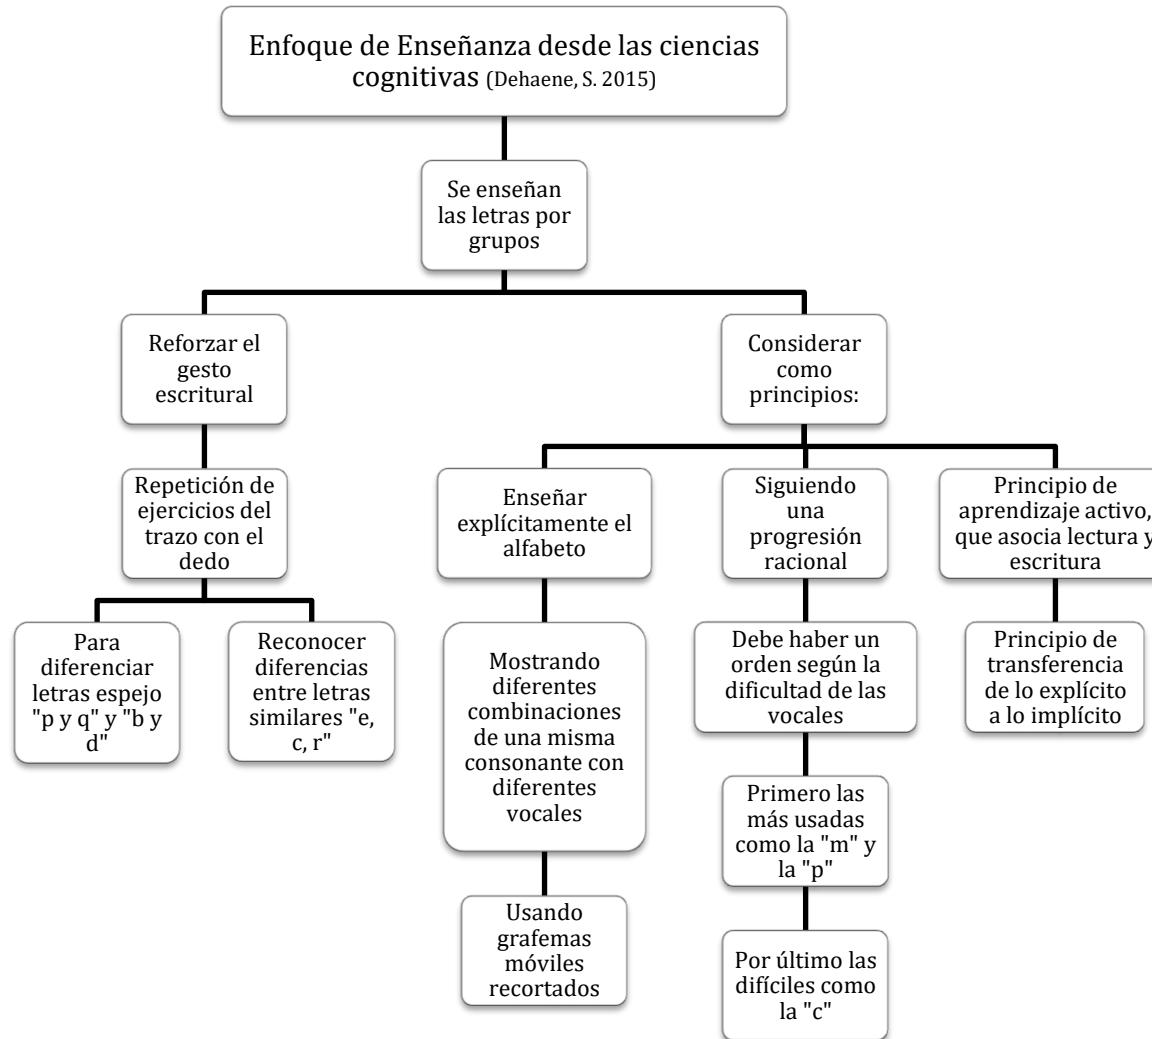 Enfoque de Enseñanza desde las ciencias
cognitivas (Dehaene, S. 2015)
Se enseñan
las letras por
grupos
Reforzar el
gesto
escritural
Repetición de
ejercicios del
trazo con el
dedo
Para
diferenciar
letras espejo
"p y q" y "b y
d"
Reconocer
diferencias
entre letras
similares "e,
c, r"
Considerar
como
principios:
Enseñar
explícitamente el
alfabeto
Mostrando
diferentes
combinaciones
de una misma
consonante con
diferentes
vocales
Usando
grafemas
móviles
recortados
Siguiendo
una
progresión
racional
Debe haber un
orden según la
dificultad de las
vocales
Primero las
más usadas
como la "m" y
la "p"
Por último las
difíciles como
la "c"
Principio de
aprendizaje activo,
que asocia lectura y
escritura
Principio de
transferencia
de lo explícito
a lo implícito